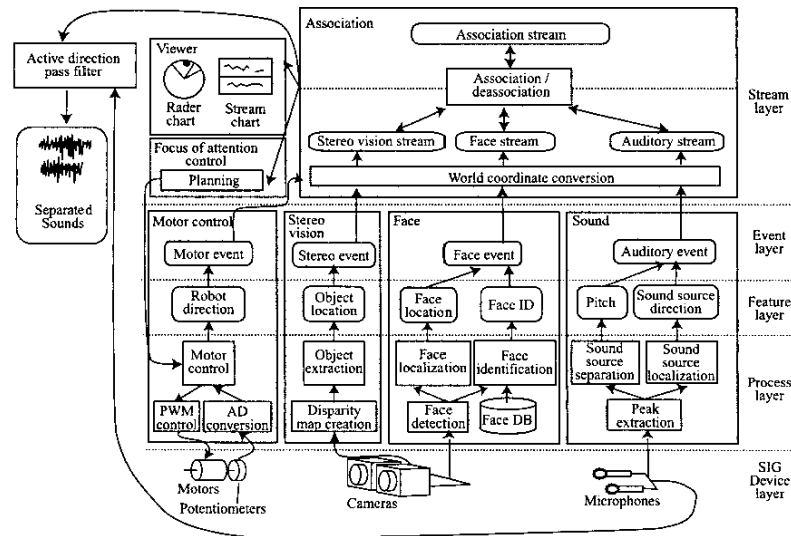 Active direction
pass filter
Separated
Sounds
Viewer
Rader
chart
Stream
chart
Focus of attention
control
Planning
Association
Association stream
Association /
deassociation
Stereo vision stream
Face stream
Auditory stream
World coordinate conversion
Stream
layer
Motor control
Stereo
vision
Face
Sound
Motor event
Stereo event
Face event
Auditory event
Event
layer
Robot
direction
Object
location
Face
location
Face ID
Pitch
Sound source
direction
Feature
layer
Motor
control
Object
extraction
Face
localization
Face
identification
Sound
source
separation
Sound
source
localization
Process
layer
PWM
control
AD
conversion
Disparity
map creation
Face
detection
Face DB
Peak
extraction
Motors
Potentiometers
Cameras
Microphones
SIG
Device
layer